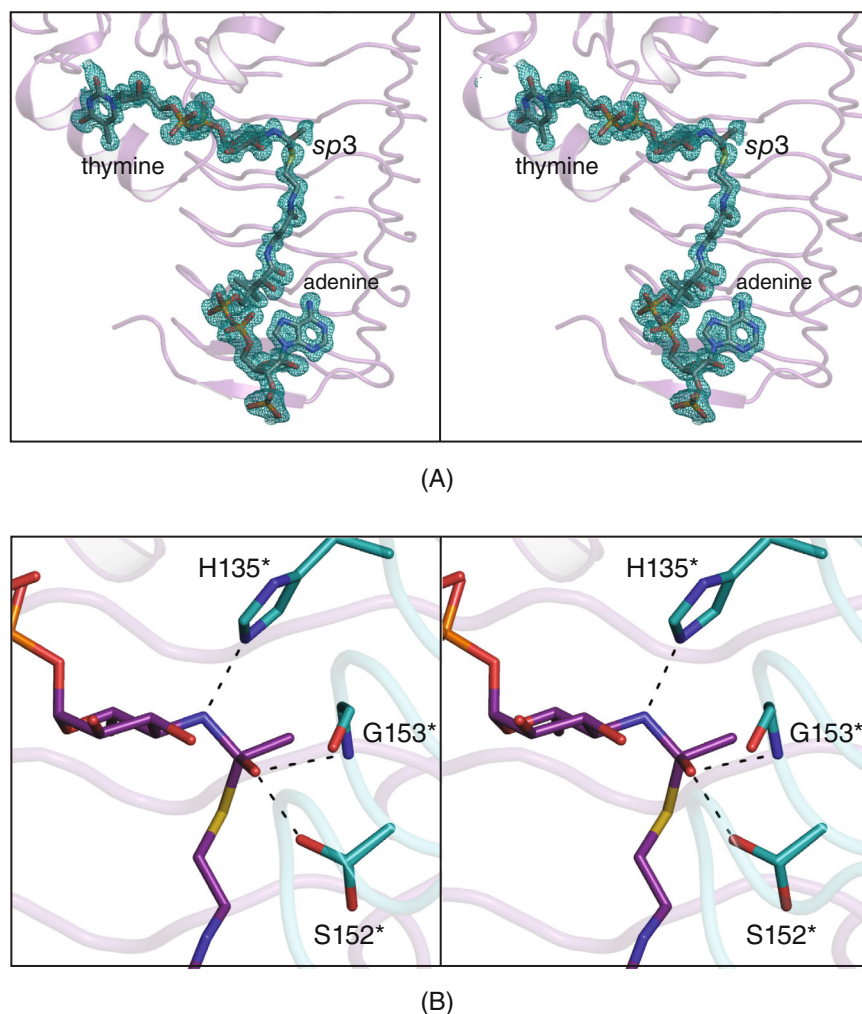 sp3 sp3
thymine thymine
adenine adenine
(A)
H135* H135*
G153* G153*
S152* S152*
(B)